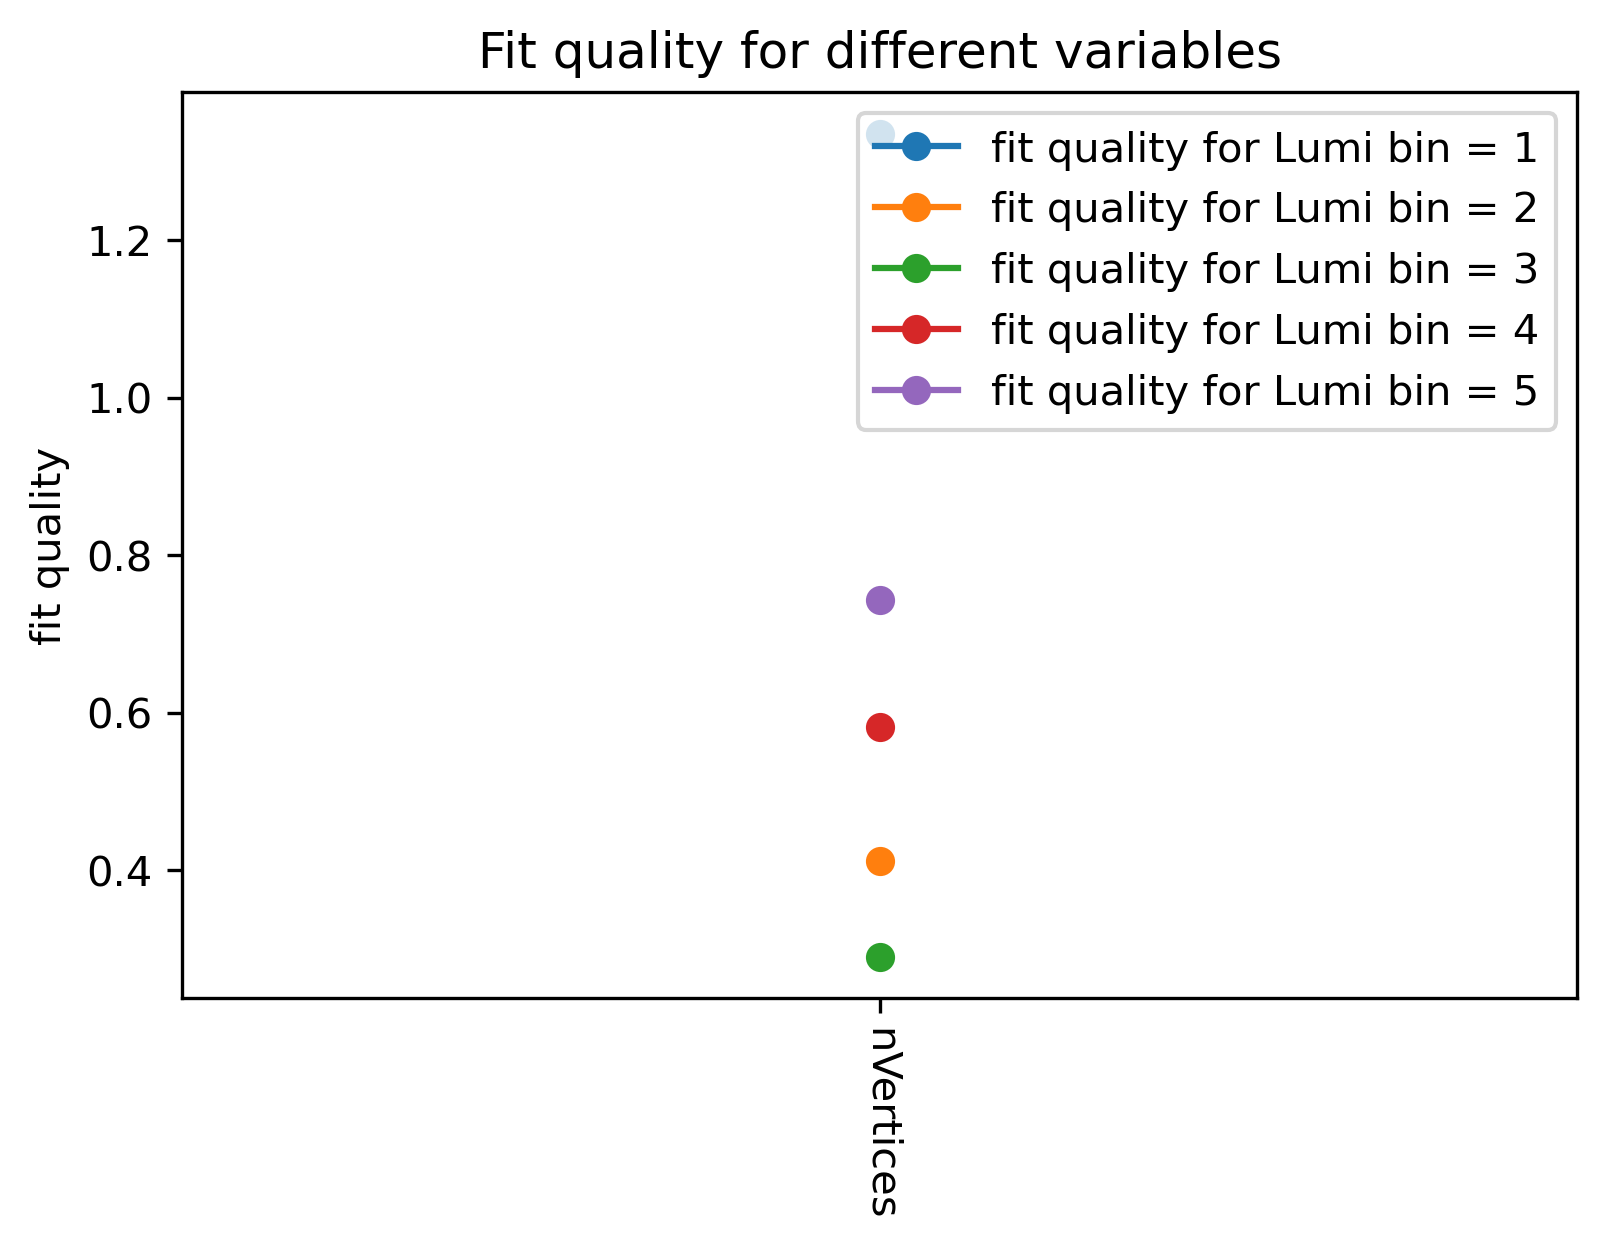 Fit quality for different variables
fit quality for Lumi bin = 1
fit quality for Lumi bin = 2
fit quality for Lumi bin = 3
fit quality for Lumi bin = 4
fit quality for Lumi bin = 5
1.2
1.0
0.8
0.6
0.4
fit quality
nVertices